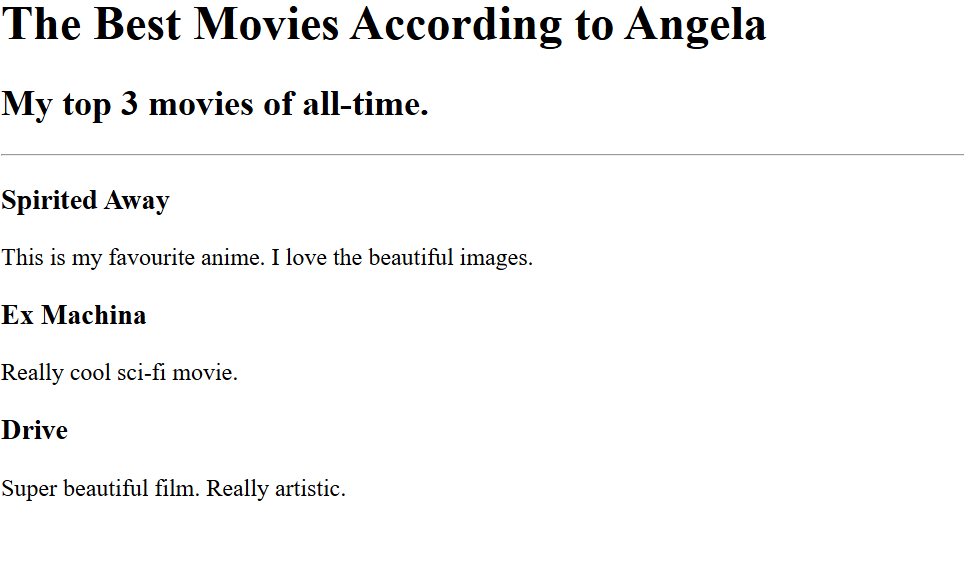 The Best Movies According to Angela
My top 3 movies of all-time.
Spirited Away
This is my favourite anime. I love the beautiful images.
Ex Machina
Really cool sci-fi movie.
Drive
Super beautiful film. Really artistic.